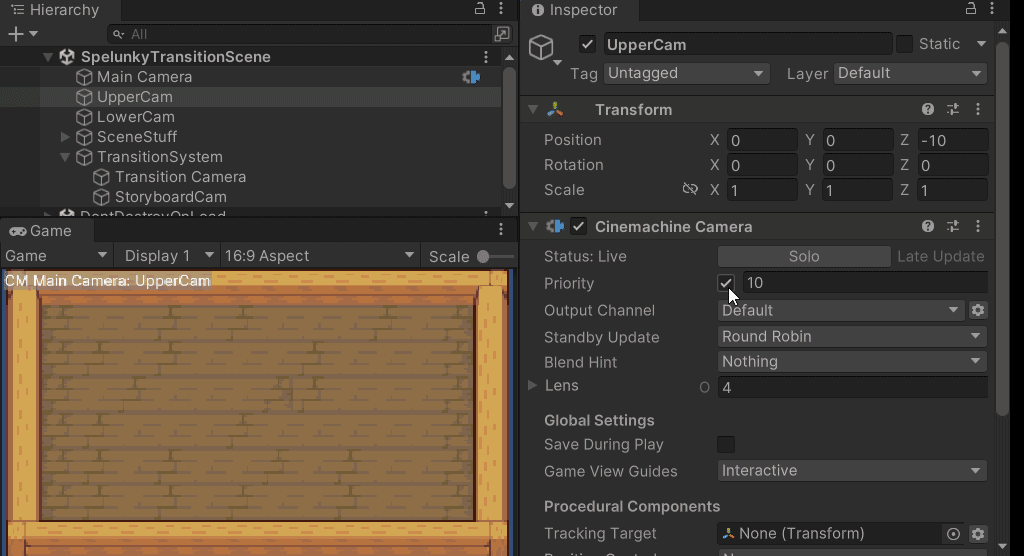 Hierarchy
All
SpelunkyTransitionScene
Main Camera
UpperCam
LowerCam
SceneStuff
TransitionSystem
Transition Camera
StoryboardCam
DontDestroyOnLoad
Game
Game Display 1 16:9 Aspect Scale
CM Main Camera: UpperCam
Inspector
UpperCam Static
Tag Untagged Layer Default
Transform
Position X 0 Y 0 Z -10
Rotation X 0 Y 0 Z 0
Scale X 1 Y 1 Z 1
Cinemachine Camera
Status: Live Solo Late Update
Priority 10
Output Channel Default
Standby Update Round Robin
Blend Hint Nothing
Lens 4
Global Settings
Save During Play
Game View Guides Interactive
Procedural Components
Tracking Target None (Transform)